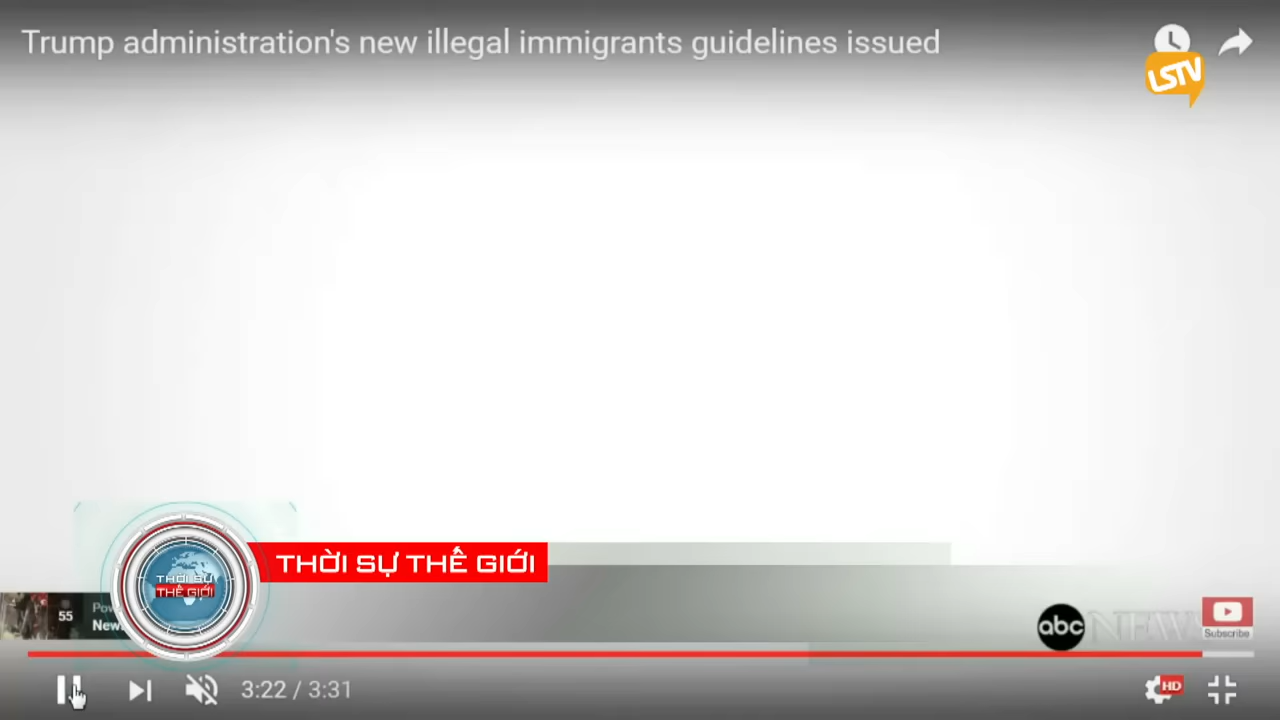 Trump administration's new illegal immigrants guidelines issued
LSTV
THỜI SỰ THẾ GIỚI
THỜI SỰ
THẾ GIỚI
55
abc NEWS
Subscribe
3:22 / 3:31
HD